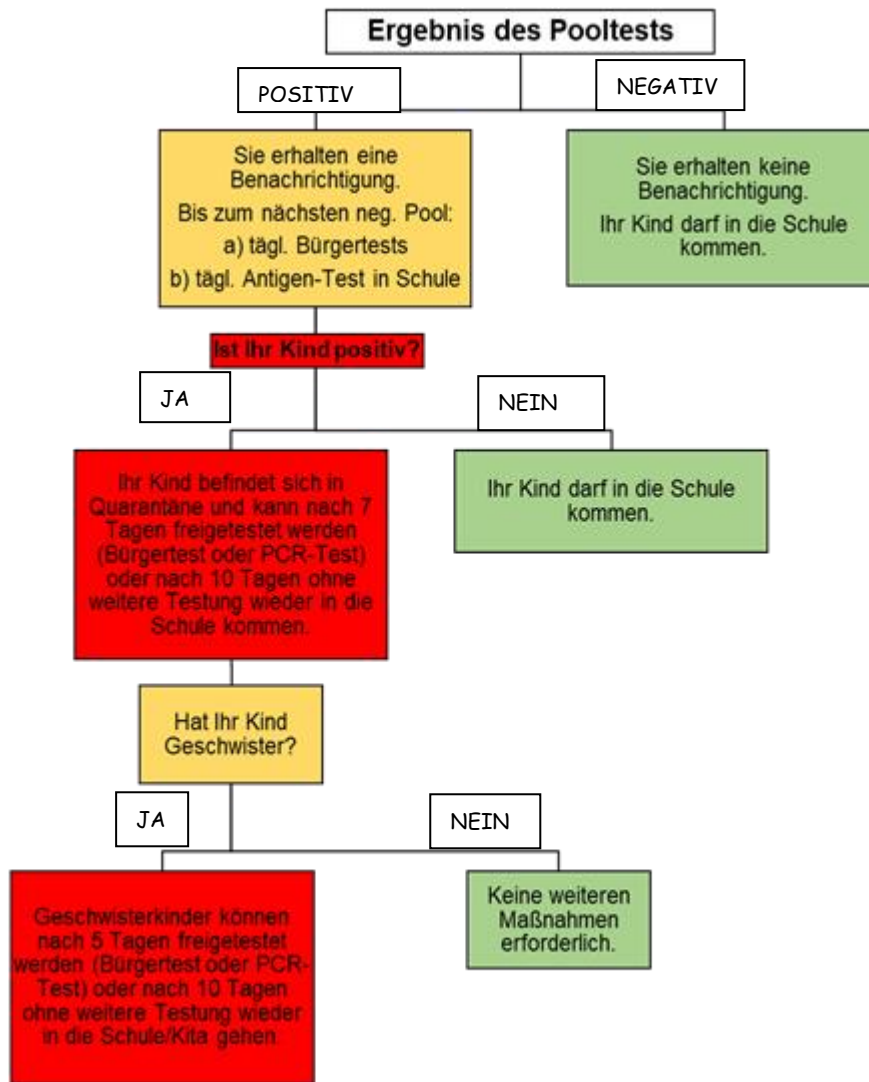 Ergebnis des Pooltests
POSITIV
NEGATIV
Sie erhalten eine
Benachrichtigung.
Bis zum nächsten neg. Pool:
a) tägl. Bürgertests
b) tägl. Antigen-Test in Schule
Sie erhalten keine
Benachrichtigung.
Ihr Kind darf in die Schule
kommen.
Ist Ihr Kind positiv?
JA
NEIN
Ihr Kind befindet sich in
Quarantäne und kann nach 7
Tagen freigetestet werden
(Bürgertest oder PCR-Test)
oder nach 10 Tagen ohne
weitere Testung wieder in die
Schule kommen.
Ihr Kind darf in die Schule
kommen.
Hat Ihr Kind
Geschwister?
JA
NEIN
Geschwisterkinder können
nach 5 Tagen freigetestet
werden (Bürgertest oder PCR-
Test) oder nach 10 Tagen
ohne weitere Testung wieder
in die Schule/Kita gehen.
Keine weiteren
Maßnahmen
erforderlich.